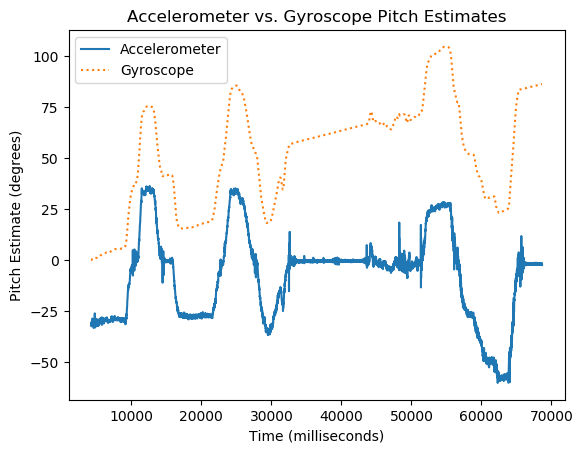 Accelerometer vs. Gyroscope Pitch Estimates
Accelerometer
Gyroscope
Pitch Estimate (degrees)
100
75
50
25
0
−25
−50
10000 20000 30000 40000 50000 60000 70000
Time (milliseconds)